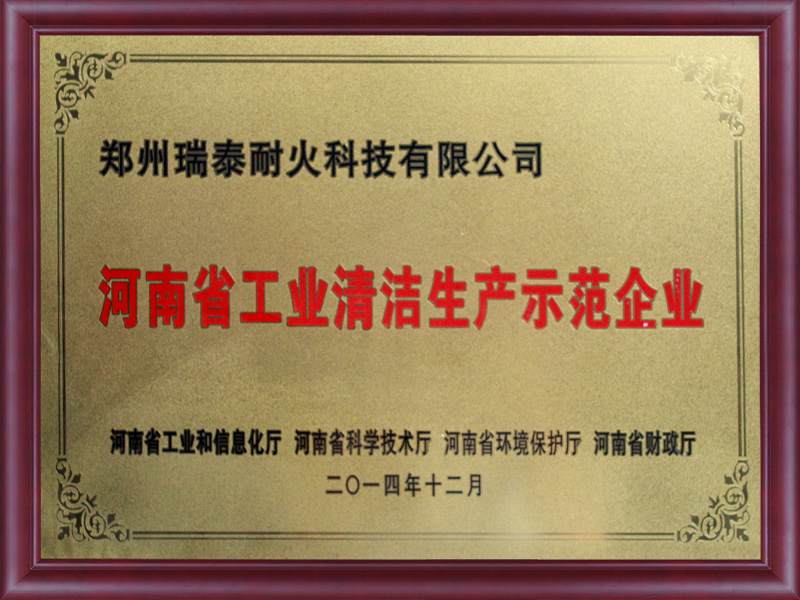 郑州瑞泰耐火科技有限公司
河南省工业清洁生产示范企业
河南省工业和信息化厅 河南省科学技术厅 河南省环境保护厅 河南省财政厅
二〇一四年十二月